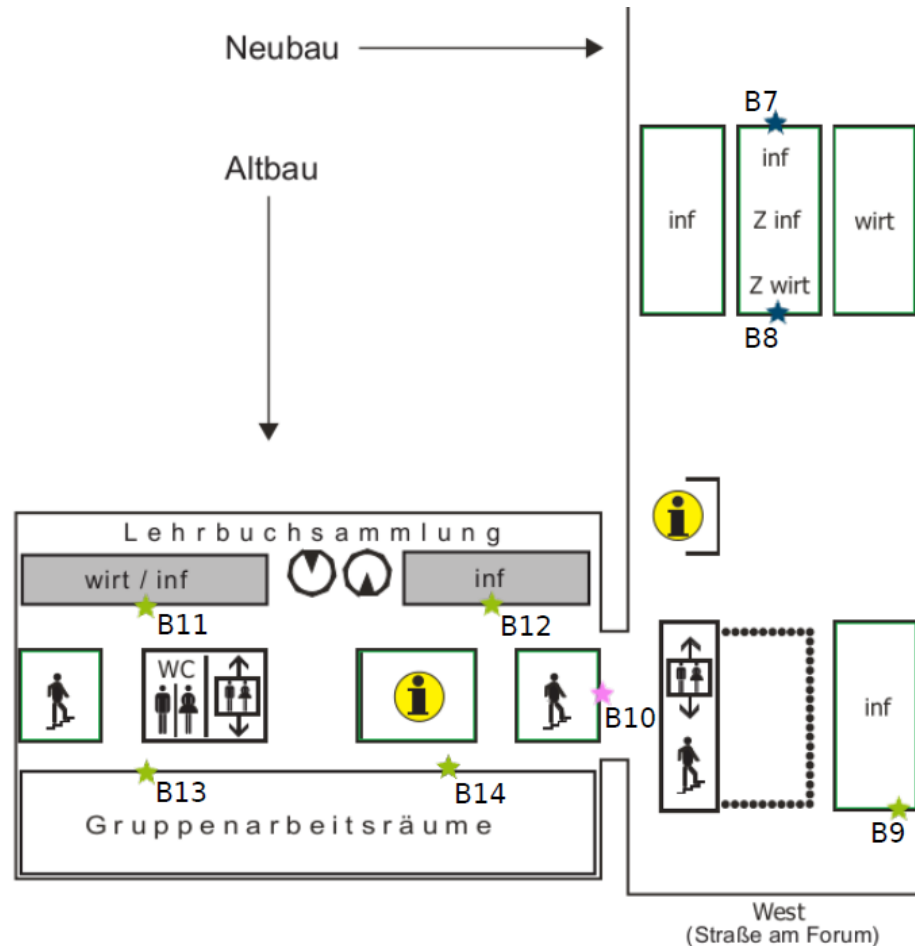 Neubau
B7
inf
Z inf
Z wirt
inf
wirt
B8
Altbau
i
Lehrbuchsammlung
wirt / inf
inf
B11
B12
WC
i
B10
inf
B13
B14
B9
Gruppenarbeitsräume
West
(Straße am Forum)